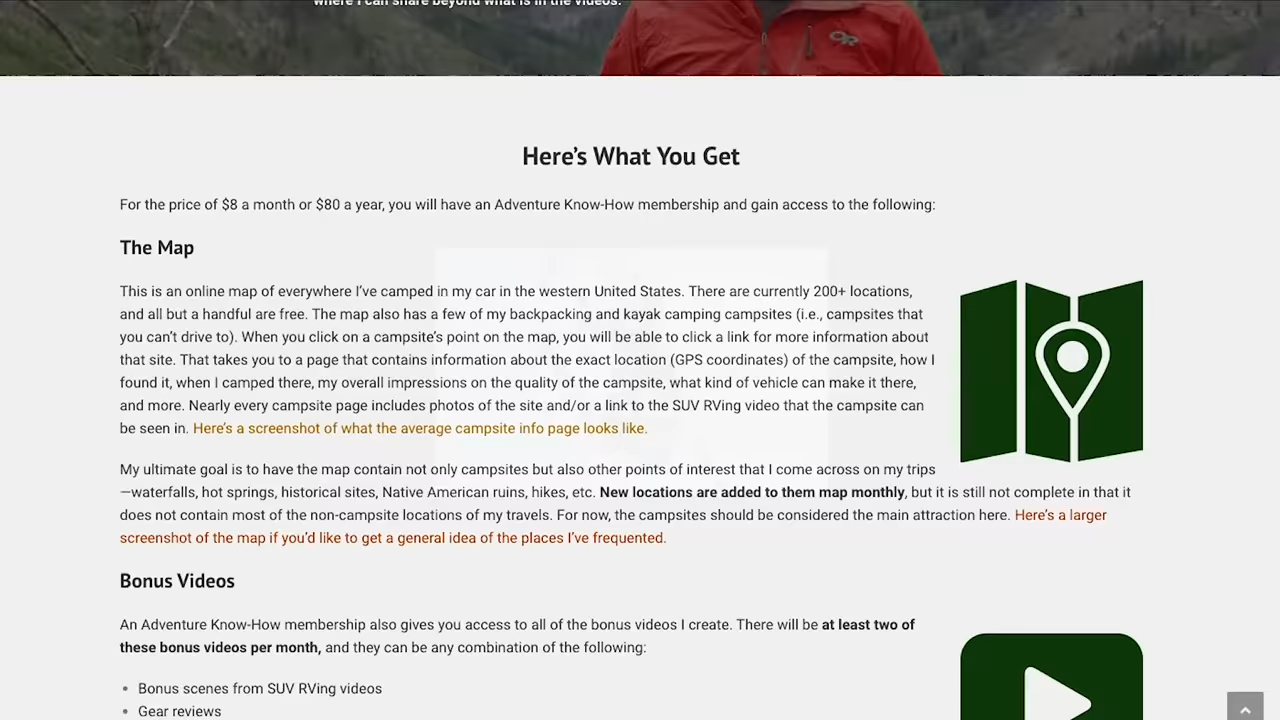 where I can share beyond what is in the videos.
OR
Here's What You Get
For the price of $8 a month or $80 a year, you will have an Adventure Know-How membership and gain access to the following:
The Map
This is an online map of everywhere I've camped in my car in the western United States. There are currently 200+ locations,
and all but a handful are free. The map also has a few of my backpacking and kayak camping campsites (i.e., campsites that
you can't drive to). When you click on a campsite's point on the map, you will be able to click a link for more information about
that site. That takes you to a page that contains information about the exact location (GPS coordinates) of the campsite, how I
found it, when I camped there, my overall impressions on the quality of the campsite, what kind of vehicle can make it there,
and more. Nearly every campsite page includes photos of the site and/or a link to the SUV RVing video that the campsite can
be seen in. Here's a screenshot of what the average campsite info page looks like.
My ultimate goal is to have the map contain not only campsites but also other points of interest that I come across on my trips
—waterfalls, hot springs, historical sites, Native American ruins, hikes, etc. New locations are added to them map monthly, but it is still not complete in that it
does not contain most of the non-campsite locations of my travels. For now, the campsites should be considered the main attraction here. Here's a larger
screenshot of the map if you'd like to get a general idea of the places I've frequented.
Bonus Videos
An Adventure Know-How membership also gives you access to all of the bonus videos I create. There will be at least two of
these bonus videos per month, and they can be any combination of the following:
• Bonus scenes from SUV RVing videos
• Gear reviews